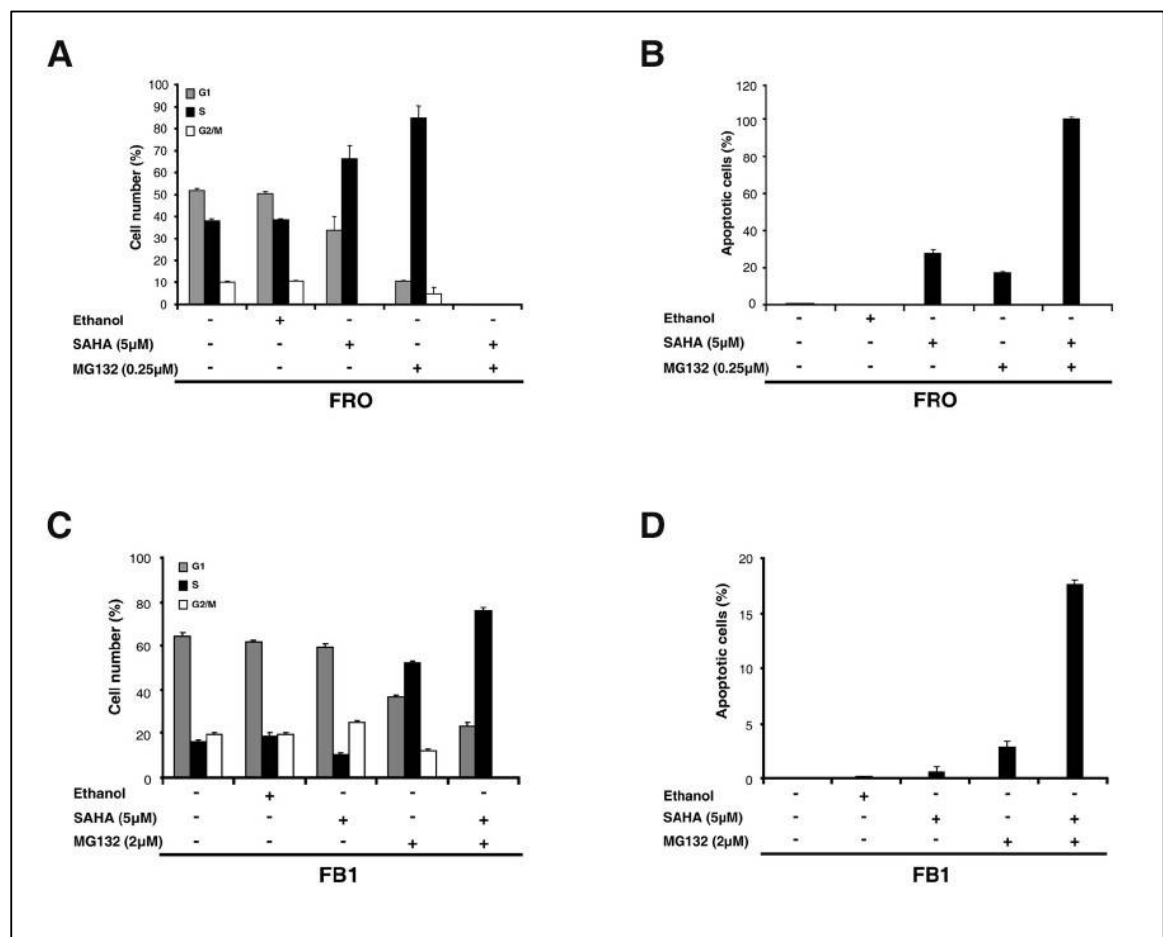 A
100
90
80
70
60
50
40
30
20
10
0
Cell number (%)
G1
S
G2/M
Ethanol - + - - -
SAHA (5µM) - - + - +
MG132 (0.25µM) - - - + +
FRO
B
120
100
80
60
40
20
0
Apoptotic cells (%)
Ethanol - + - - -
SAHA (5µM) - - + - +
MG132 (0.25µM) - - - + +
FRO
C
100
80
60
40
20
0
Cell number (%)
G1
S
G2/M
Ethanol - + - - -
SAHA (5µM) - - + - +
MG132 (2µM) - - - + +
FB1
D
20
15
10
5
0
Apoptotic cells (%)
Ethanol - + - - -
SAHA (5µM) - - + - +
MG132 (2µM) - - - + +
FB1